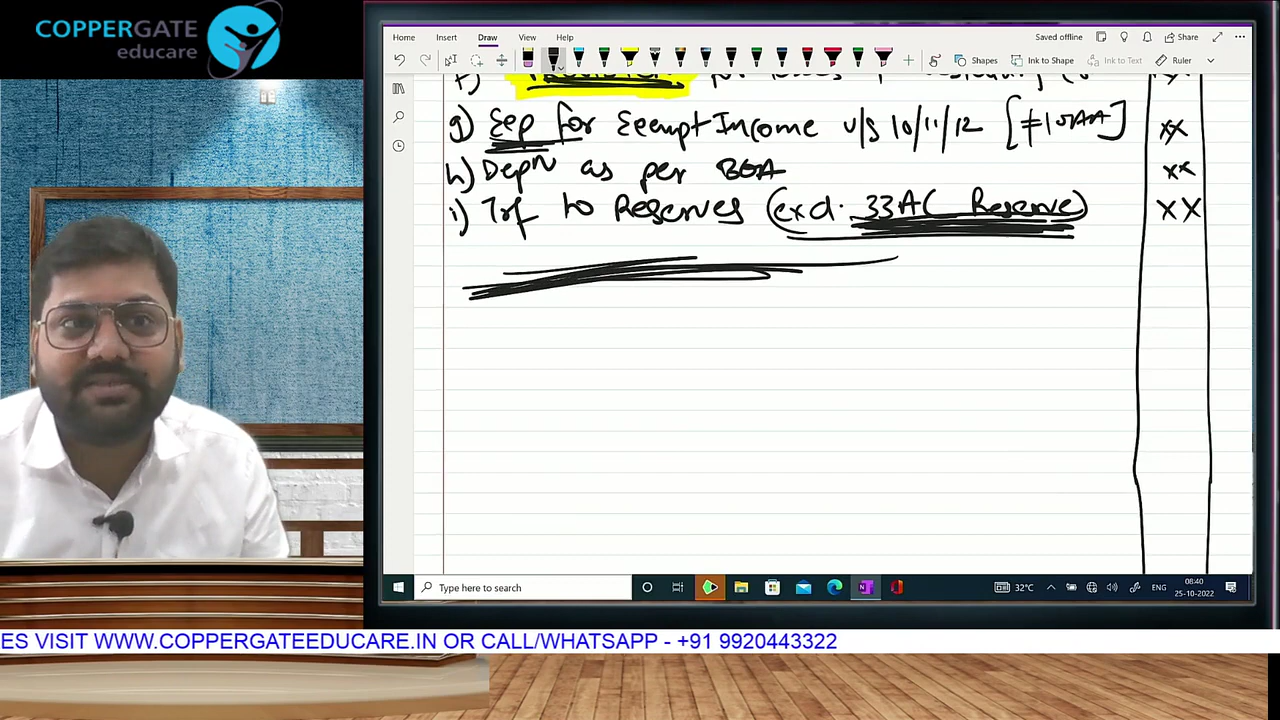 COPPERGATE
educare
Home Insert Draw View Help
Saved offline Share
Shapes Ink to Shape Ink to Text Math Ruler
g) Exp for Exempt Income u/s 10/11/12 [≠10AA] xx
h) Depn as per BOA xx
i) Trf to Reserves (excl. 33AC Reserve) xx
Type here to search
32°C ENG 08:40
25-10-2022
ES VISIT WWW.COPPERGATEEDUCARE.IN OR CALL/WHATSAPP - +91 9920443322